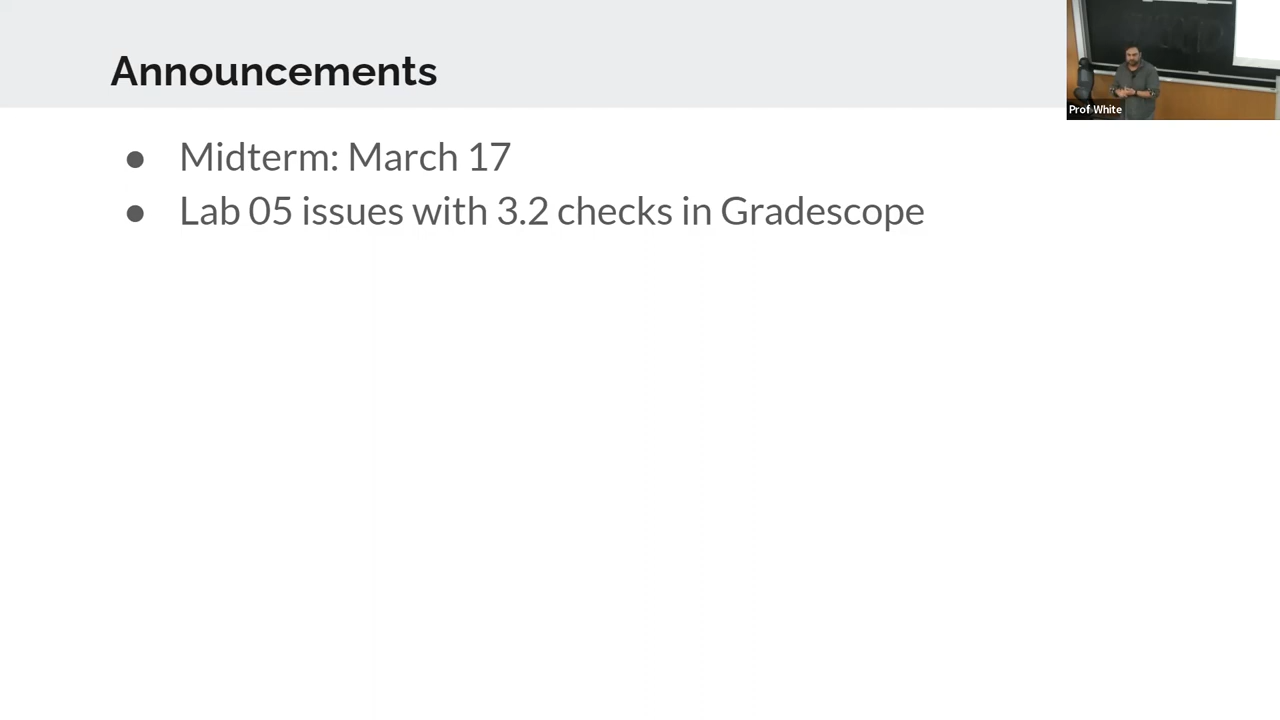 Announcements
Prof White
● Midterm: March 17
● Lab 05 issues with 3.2 checks in Gradescope